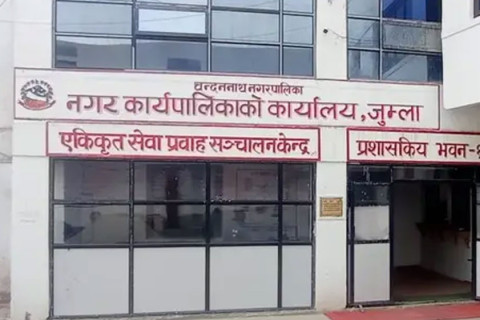 चन्दननाथ नगरपालिका
नगर कार्यपालिकाको कार्यालय, जुम्ला
एकिकृत सेवा प्रवाह सञ्चालनकेन्द्र
प्रशासकिय भवन-